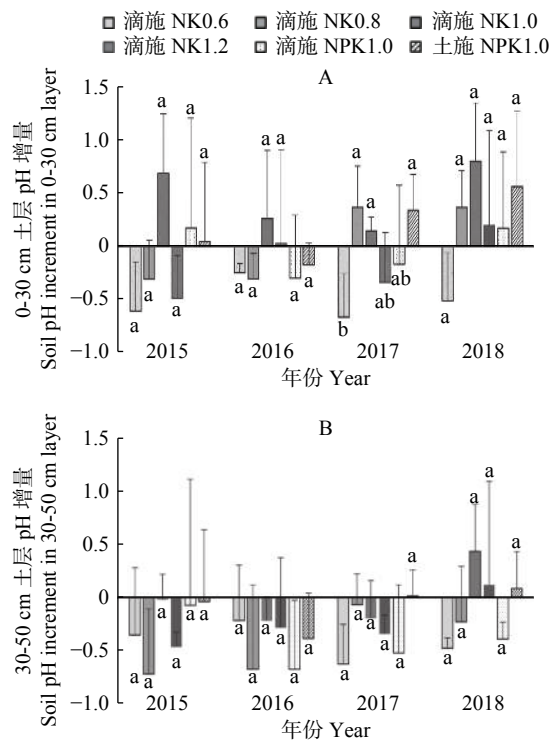 滴施 NK0.6 滴施 NK0.8 滴施 NK1.0
滴施 NK1.2 滴施 NPK1.0 土施 NPK1.0
A
0-30 cm 土层 pH 增量
Soil pH increment in 0-30 cm layer
1.5
1.0
0.5
0
−0.5
−1.0
a a a a a a
a a a a a a
b a a ab ab a
a a a a a a
2015 2016 2017 2018
年份 Year
B
30-50 cm 土层 pH 增量
Soil pH increment in 30-50 cm layer
1.5
1.0
0.5
0
−0.5
−1.0
a a a a a a
a a a a a a
a a a a a a
a a a a a a
2015 2016 2017 2018
年份 Year